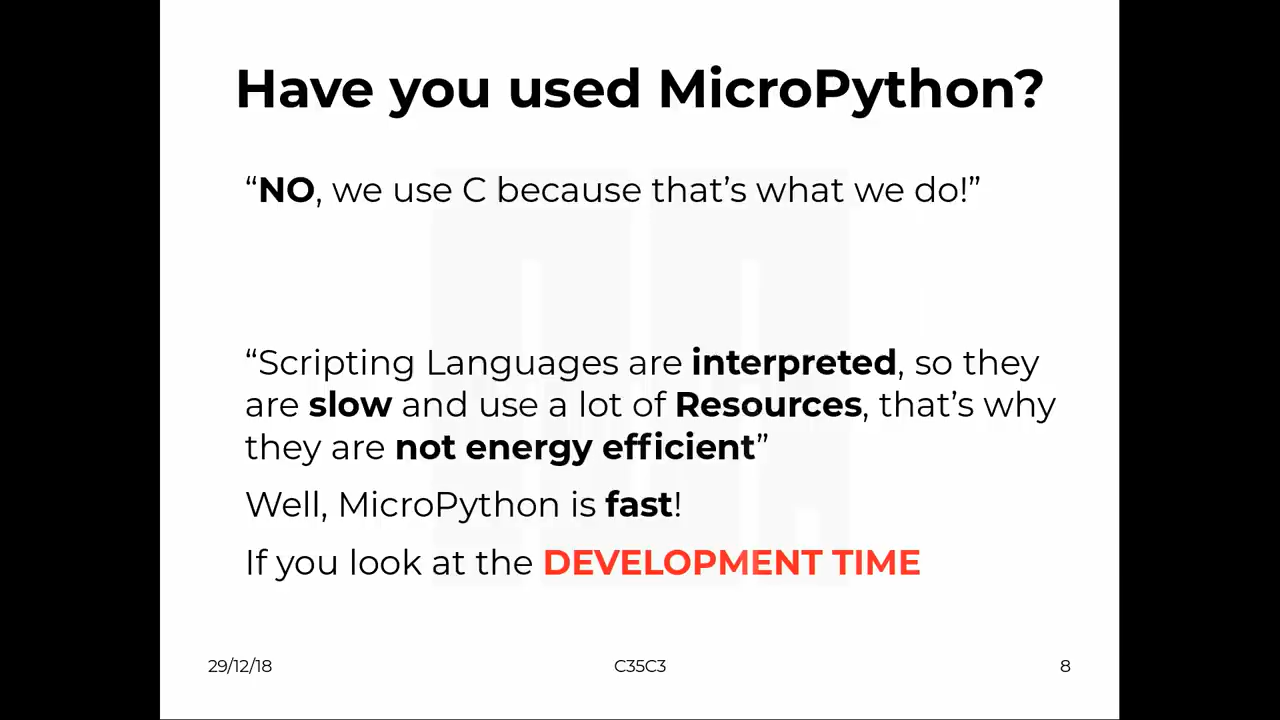 Have you used MicroPython?
“NO, we use C because that’s what we do!”
“Scripting Languages are interpreted, so they
are slow and use a lot of Resources, that’s why
they are not energy efficient”
Well, MicroPython is fast!
If you look at the DEVELOPMENT TIME
29/12/18
C35C3
8